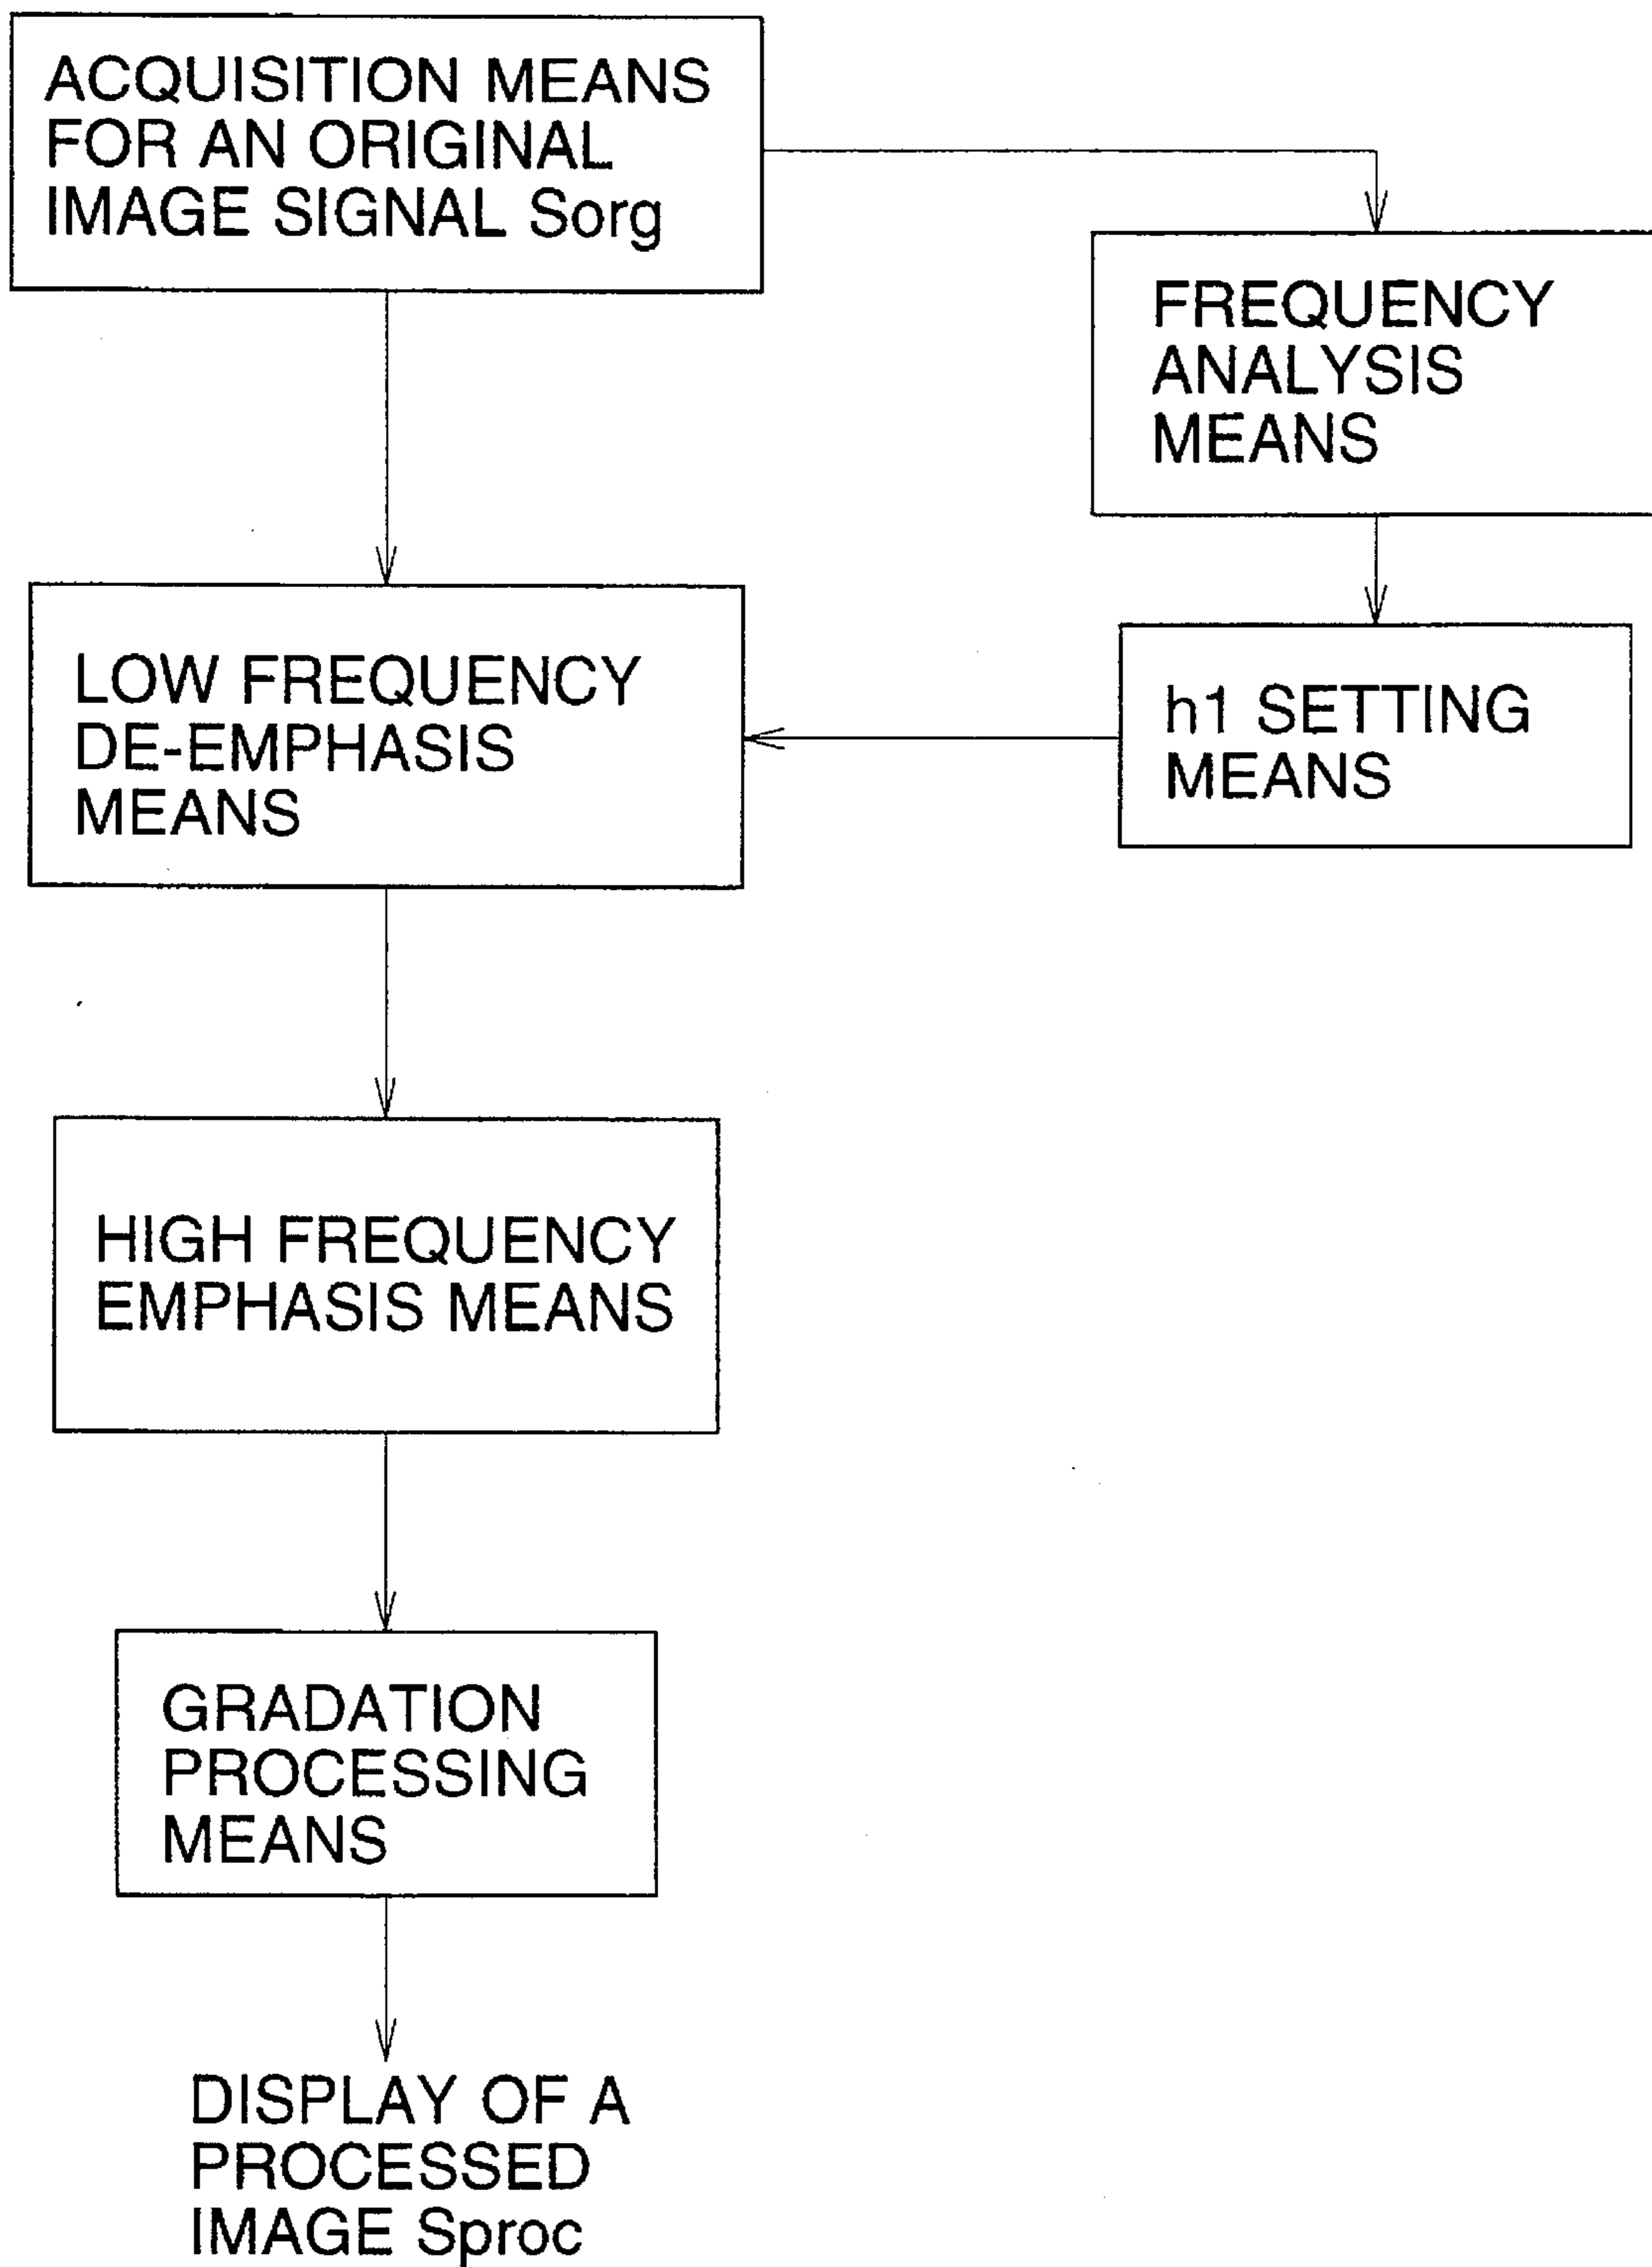 ACQUISITION MEANS
FOR AN ORIGINAL
IMAGE SIGNAL Sorg
FREQUENCY
ANALYSIS
MEANS
LOW FREQUENCY
DE-EMPHASIS
MEANS
h1 SETTING
MEANS
HIGH FREQUENCY
EMPHASIS MEANS
GRADATION
PROCESSING
MEANS
DISPLAY OF A
PROCESSED
IMAGE Sproc